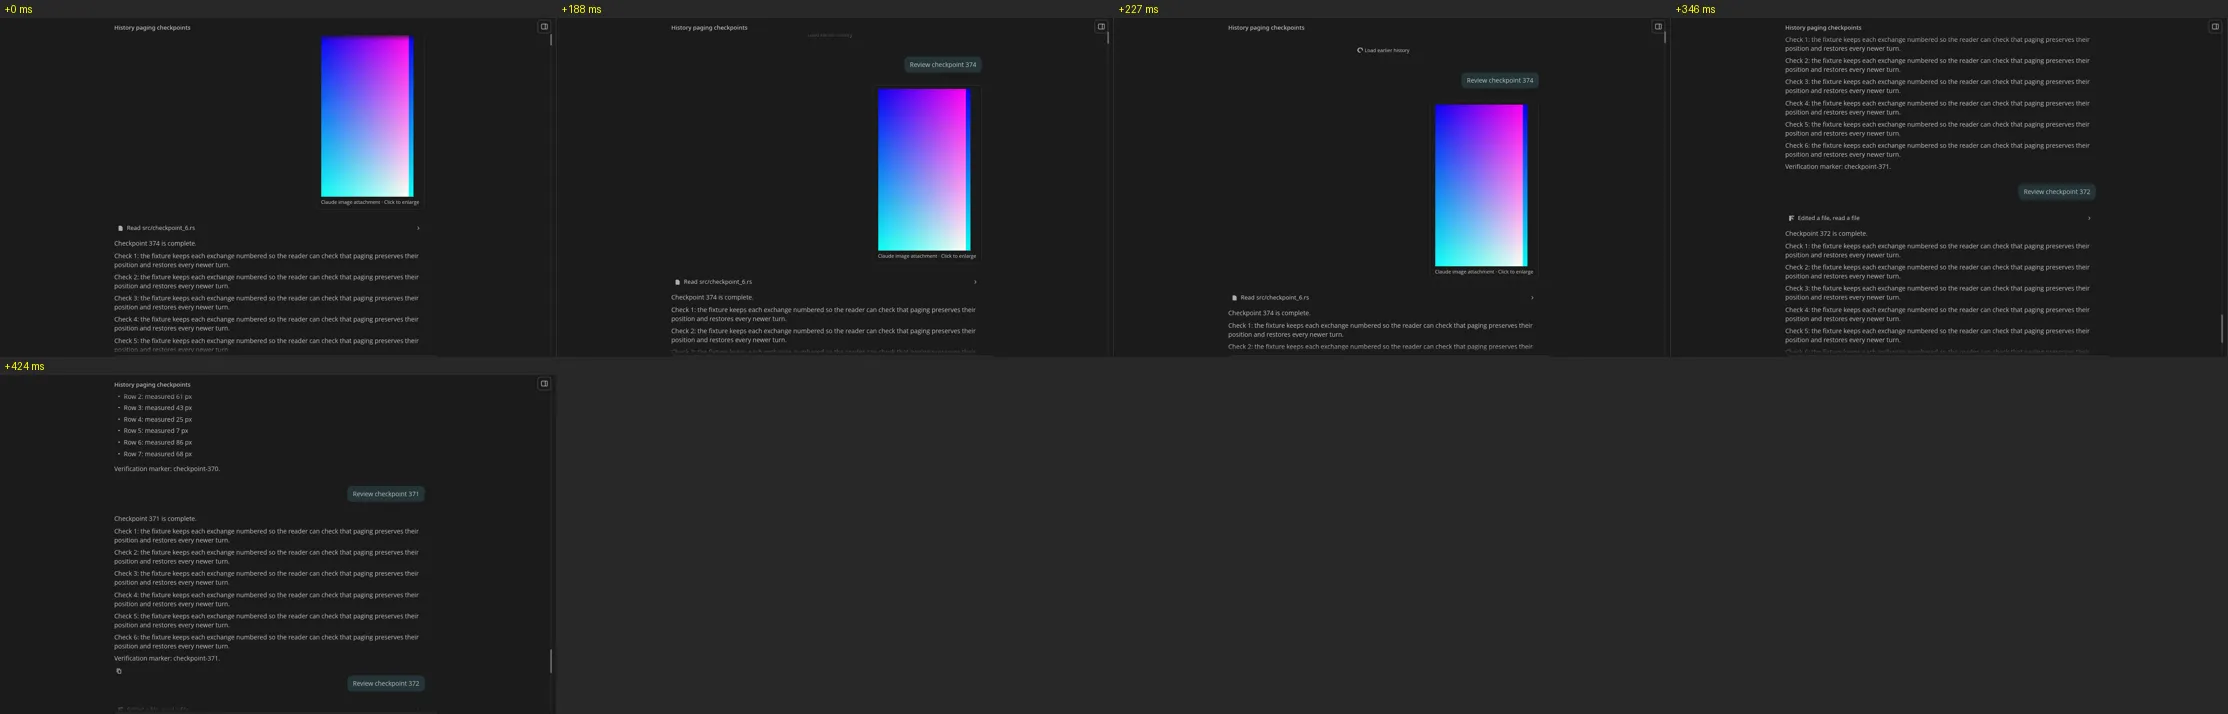 +0 ms
History paging checkpoints
Claude image attachment · Click to enlarge
Read src/checkpoint_6.rs
Checkpoint 374 is complete.
Check 1: the fixture keeps each exchange numbered so the reader can check that paging preserves their
position and restores every newer turn.
Check 2: the fixture keeps each exchange numbered so the reader can check that paging preserves their
position and restores every newer turn.
Check 3: the fixture keeps each exchange numbered so the reader can check that paging preserves their
position and restores every newer turn.
Check 4: the fixture keeps each exchange numbered so the reader can check that paging preserves their
position and restores every newer turn.
Check 5: the fixture keeps each exchange numbered so the reader can check that paging preserves their
position and restores every newer turn.
+188 ms
History paging checkpoints
Review checkpoint 374
Claude image attachment · Click to enlarge
Read src/checkpoint_6.rs
Checkpoint 374 is complete.
Check 1: the fixture keeps each exchange numbered so the reader can check that paging preserves their
position and restores every newer turn.
Check 2: the fixture keeps each exchange numbered so the reader can check that paging preserves their
position and restores every newer turn.
+227 ms
History paging checkpoints
Load earlier history
Review checkpoint 374
Claude image attachment · Click to enlarge
Read src/checkpoint_6.rs
Checkpoint 374 is complete.
Check 1: the fixture keeps each exchange numbered so the reader can check that paging preserves their
position and restores every newer turn.
Check 2: the fixture keeps each exchange numbered so the reader can check that paging preserves their
+346 ms
History paging checkpoints
Check 1: the fixture keeps each exchange numbered so the reader can check that paging preserves their
position and restores every newer turn.
Check 2: the fixture keeps each exchange numbered so the reader can check that paging preserves their
position and restores every newer turn.
Check 3: the fixture keeps each exchange numbered so the reader can check that paging preserves their
position and restores every newer turn.
Check 4: the fixture keeps each exchange numbered so the reader can check that paging preserves their
position and restores every newer turn.
Check 5: the fixture keeps each exchange numbered so the reader can check that paging preserves their
position and restores every newer turn.
Check 6: the fixture keeps each exchange numbered so the reader can check that paging preserves their
position and restores every newer turn.
Verification marker: checkpoint-371.
Review checkpoint 372
Edited a file, read a file
Checkpoint 372 is complete.
Check 1: the fixture keeps each exchange numbered so the reader can check that paging preserves their
position and restores every newer turn.
Check 2: the fixture keeps each exchange numbered so the reader can check that paging preserves their
position and restores every newer turn.
Check 3: the fixture keeps each exchange numbered so the reader can check that paging preserves their
position and restores every newer turn.
Check 4: the fixture keeps each exchange numbered so the reader can check that paging preserves their
position and restores every newer turn.
Check 5: the fixture keeps each exchange numbered so the reader can check that paging preserves their
position and restores every newer turn.
+424 ms
History paging checkpoints
• Row 2: measured 61 px
• Row 3: measured 43 px
• Row 4: measured 25 px
• Row 5: measured 7 px
• Row 6: measured 86 px
• Row 7: measured 68 px
Verification marker: checkpoint-370.
Review checkpoint 371
Checkpoint 371 is complete.
Check 1: the fixture keeps each exchange numbered so the reader can check that paging preserves their
position and restores every newer turn.
Check 2: the fixture keeps each exchange numbered so the reader can check that paging preserves their
position and restores every newer turn.
Check 3: the fixture keeps each exchange numbered so the reader can check that paging preserves their
position and restores every newer turn.
Check 4: the fixture keeps each exchange numbered so the reader can check that paging preserves their
position and restores every newer turn.
Check 5: the fixture keeps each exchange numbered so the reader can check that paging preserves their
position and restores every newer turn.
Check 6: the fixture keeps each exchange numbered so the reader can check that paging preserves their
position and restores every newer turn.
Verification marker: checkpoint-371.
Review checkpoint 372